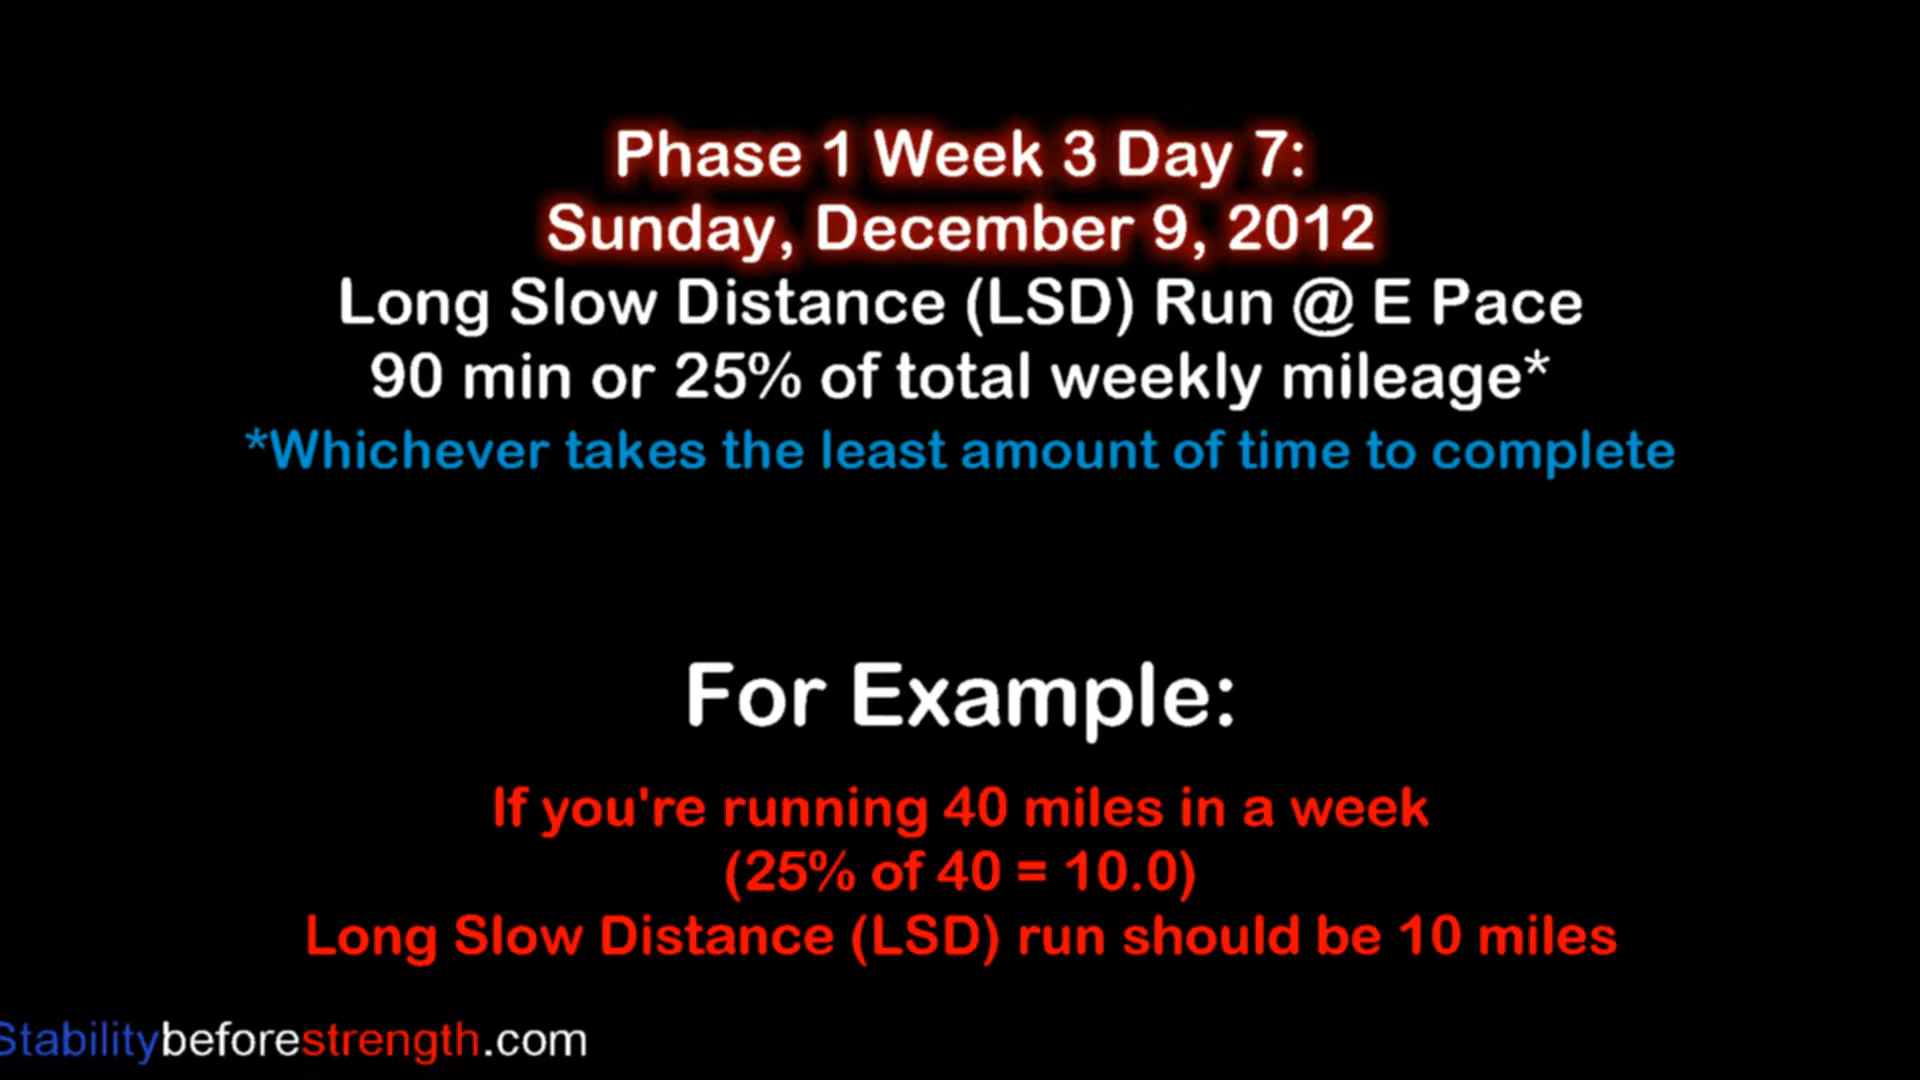 Phase 1 Week 3 Day 7:
Sunday, December 9, 2012
Long Slow Distance (LSD) Run @ E Pace
90 min or 25% of total weekly mileage*
*Whichever takes the least amount of time to complete
For Example:
If you're running 40 miles in a week
(25% of 40 = 10.0)
Long Slow Distance (LSD) run should be 10 miles
Stabilitybeforestrength.com